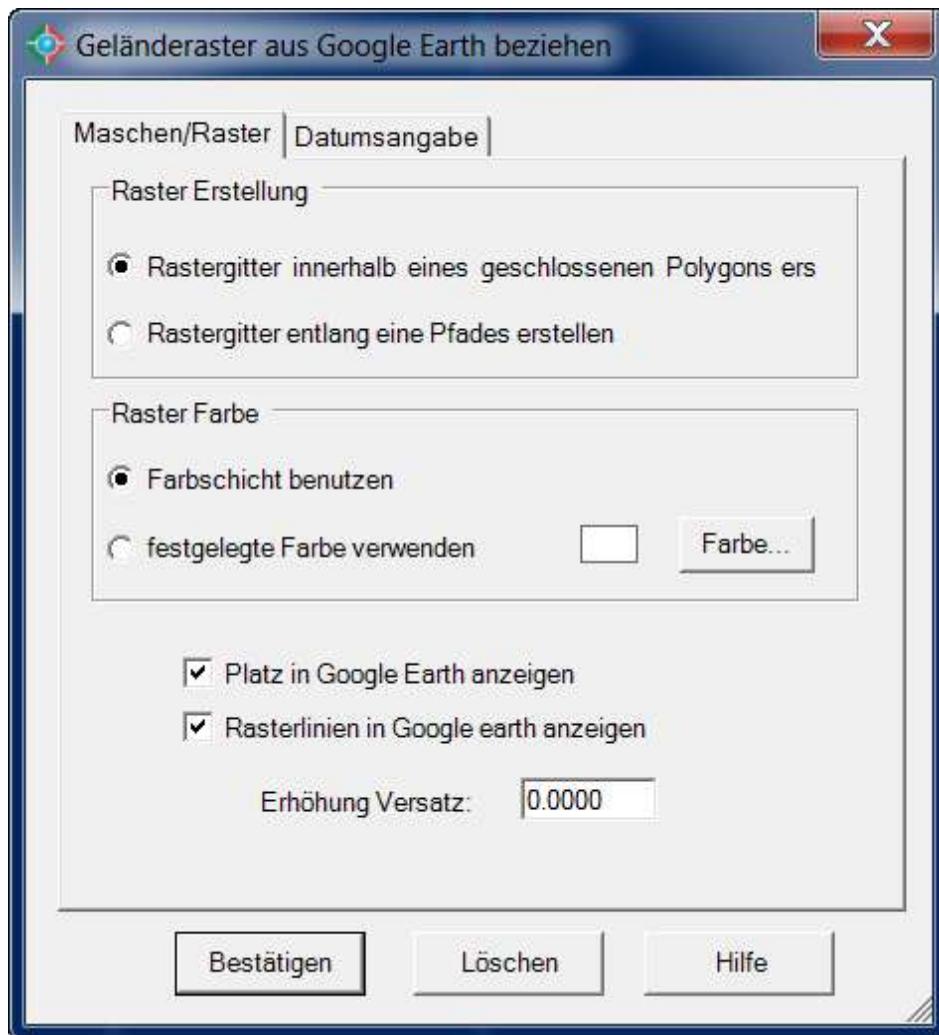 Geländeraster aus Google Earth beziehen
Maschen/Raster
Datumsangabe
Raster Erstellung
Rastergitter innerhalb eines geschlossenen Polygons ers
Rastergitter entlang eine Pfades erstellen
Raster Farbe
Farbschicht benutzen
festgelegte Farbe verwenden
Farbe...
Platz in Google Earth anzeigen
Rasterlinien in Google earth anzeigen
Erhöhung Versatz: 0.0000
Bestätigen
Löschen
Hilfe